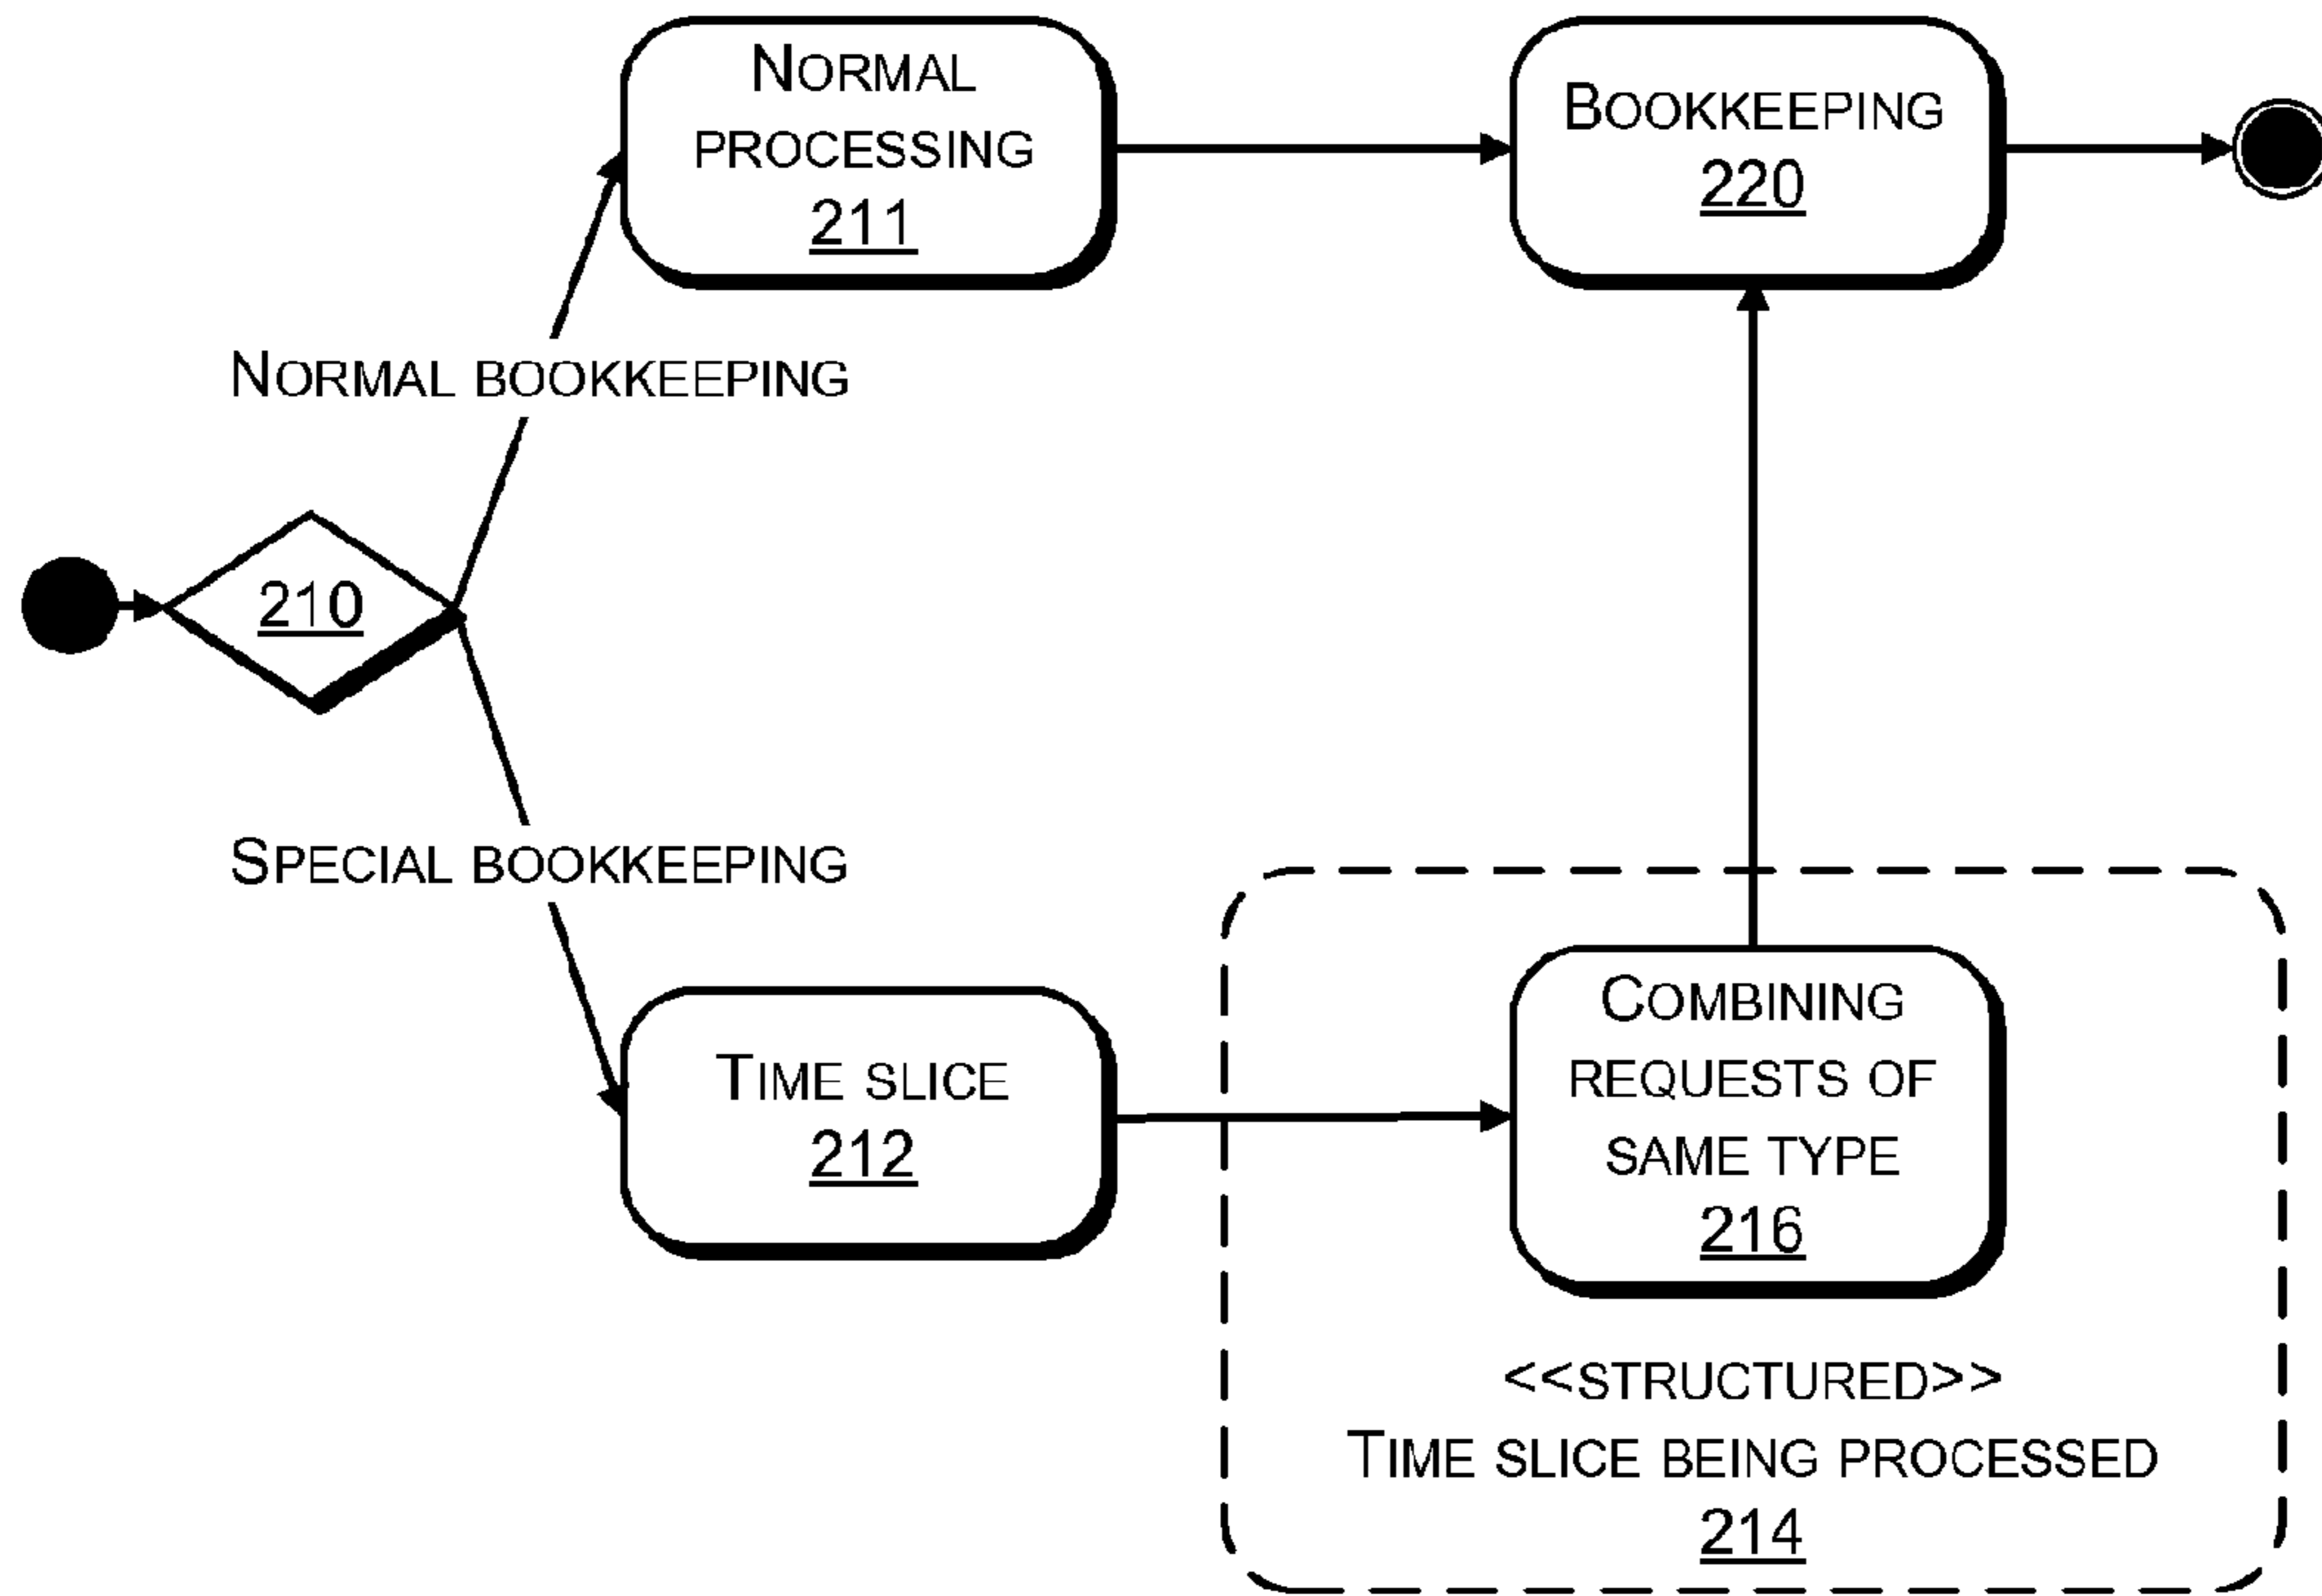 Normal
processing
211
Bookkeeping
220
Normal bookkeeping
210
Special bookkeeping
Time slice
212
Combining
requests of
same type
216
<<structured>>
Time slice being processed
214